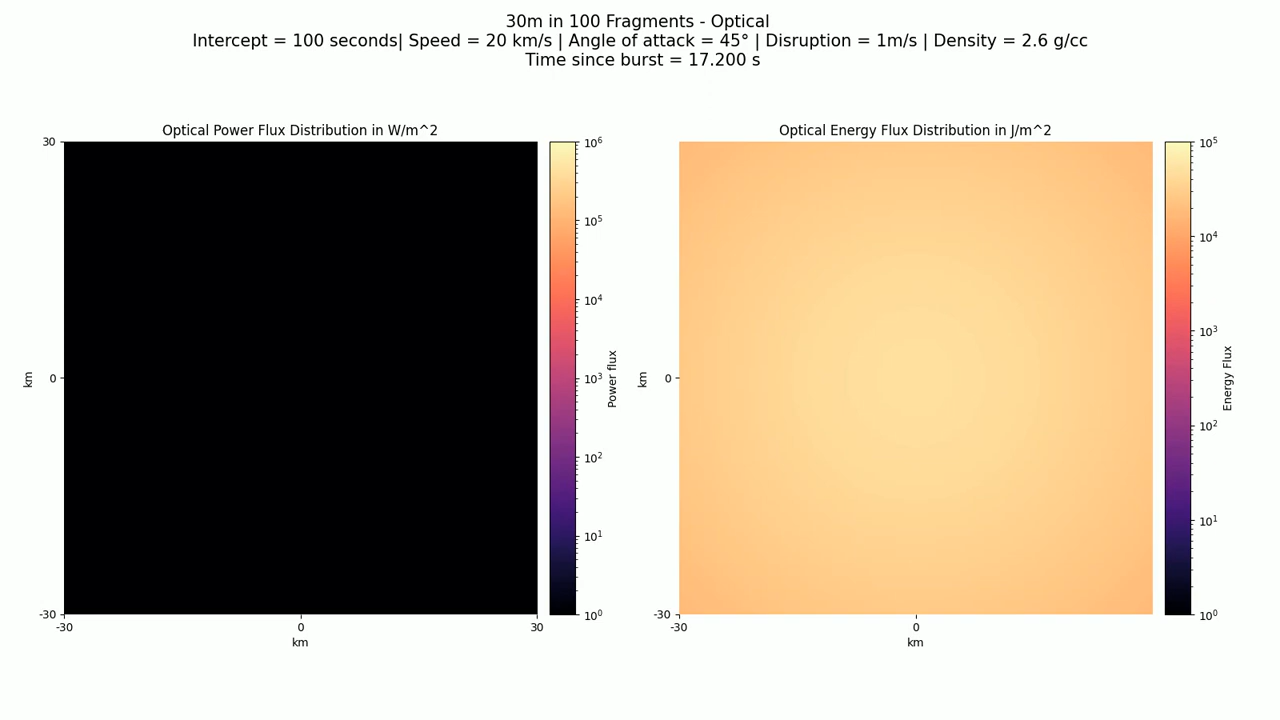 30m in 100 Fragments - Optical
Intercept = 100 seconds| Speed = 20 km/s | Angle of attack = 45° | Disruption = 1m/s | Density = 2.6 g/cc
Time since burst = 17.200 s
Optical Power Flux Distribution in W/m^2
30
0
-30
km
-30
0
30
km
10^6
10^5
10^4
10^3
10^2
10^1
10^0
Power flux
Optical Energy Flux Distribution in J/m^2
0
-30
km
-30
0
km
10^5
10^4
10^3
10^2
10^1
10^0
Energy Flux